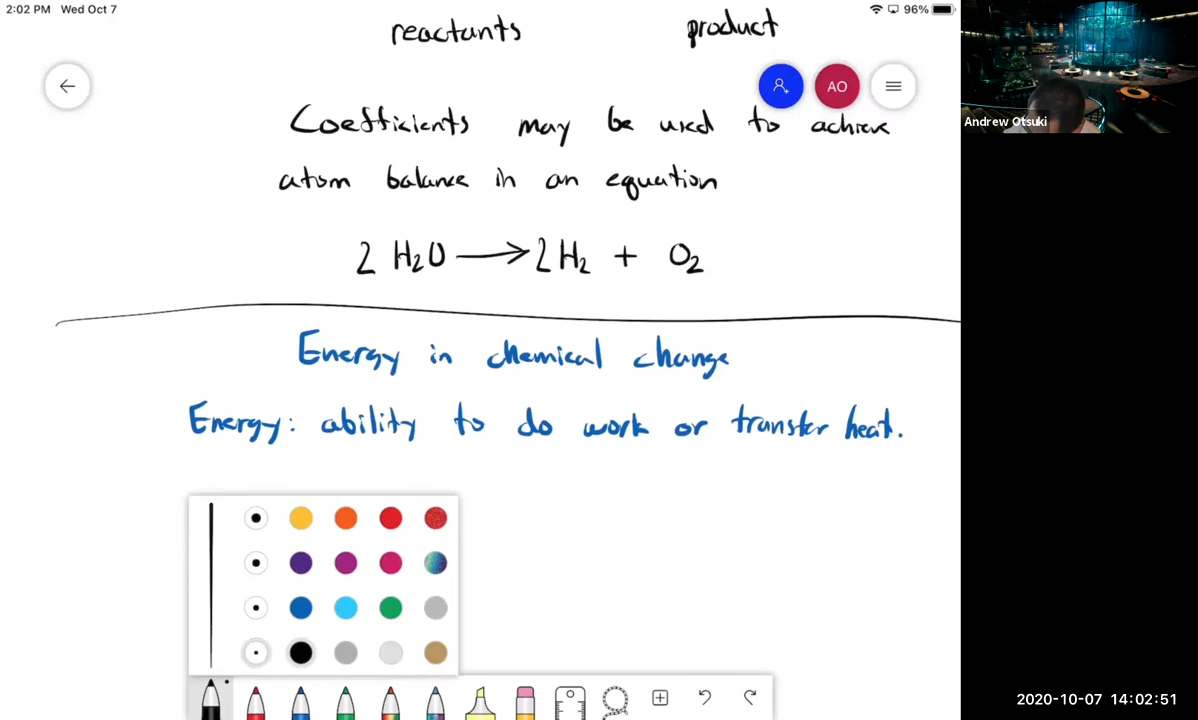 2:02 PM Wed Oct 7
96%
reactants product
AO
Coefficients may be used to achieve
atom balance in an equation
2 H₂O ⟶ 2H₂ + O₂
Energy in chemical change
Energy: ability to do work or transfer heat.
Andrew Otsuki
2020-10-07 14:02:51